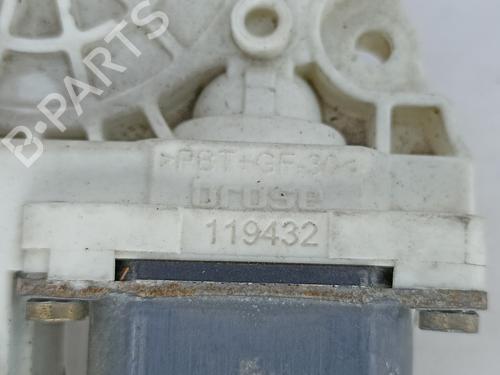 B-PARTS
>PBT+GF30<
brose
119432